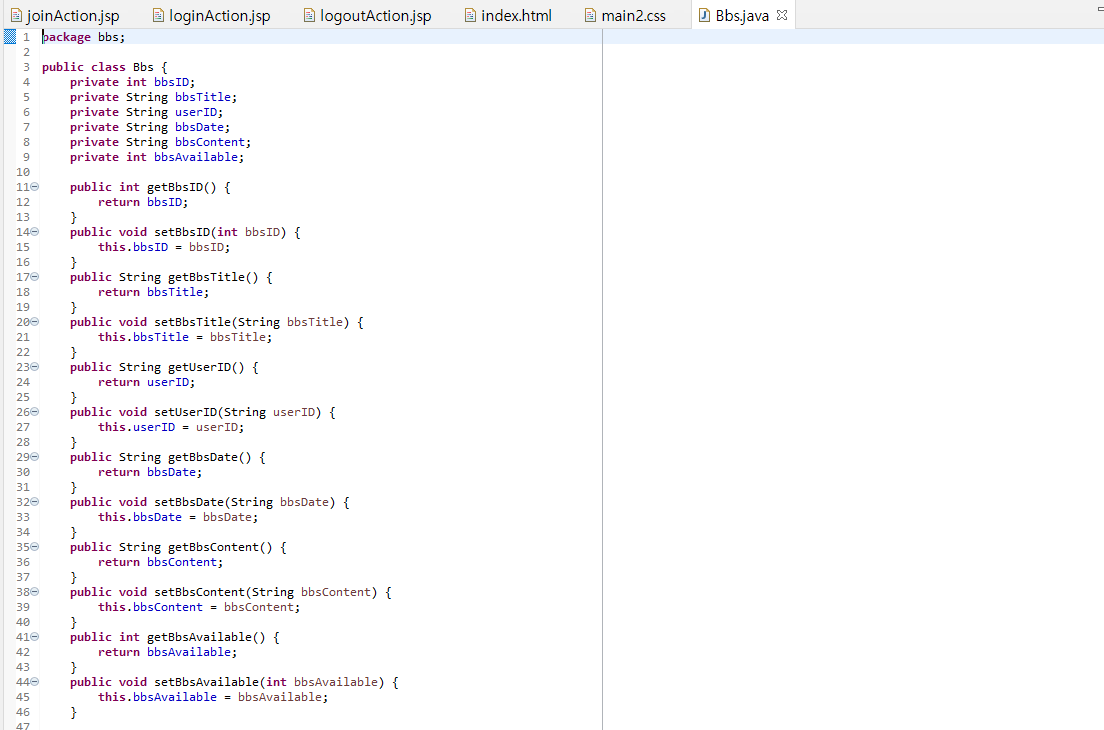 joinAction.jsp loginAction.jsp logoutAction.jsp index.html main2.css Bbs.java
1 package bbs;
2
3 public class Bbs {
4     private int bbsID;
5     private String bbsTitle;
6     private String userID;
7     private String bbsDate;
8     private String bbsContent;
9     private int bbsAvailable;
10
11     public int getBbsID() {
12         return bbsID;
13     }
14     public void setBbsID(int bbsID) {
15         this.bbsID = bbsID;
16     }
17     public String getBbsTitle() {
18         return bbsTitle;
19     }
20     public void setBbsTitle(String bbsTitle) {
21         this.bbsTitle = bbsTitle;
22     }
23     public String getUserID() {
24         return userID;
25     }
26     public void setUserID(String userID) {
27         this.userID = userID;
28     }
29     public String getBbsDate() {
30         return bbsDate;
31     }
32     public void setBbsDate(String bbsDate) {
33         this.bbsDate = bbsDate;
34     }
35     public String getBbsContent() {
36         return bbsContent;
37     }
38     public void setBbsContent(String bbsContent) {
39         this.bbsContent = bbsContent;
40     }
41     public int getBbsAvailable() {
42         return bbsAvailable;
43     }
44     public void setBbsAvailable(int bbsAvailable) {
45         this.bbsAvailable = bbsAvailable;
46     }
47